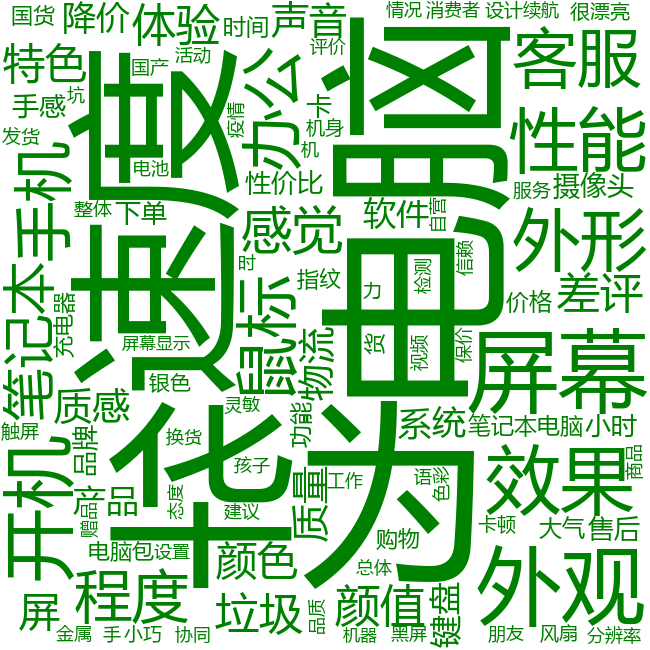 国货
降价
体验
时间
声音
情况
消费者
设计
续航
很漂亮
评价
特色
活动
国产
客服
手感
坑
疫情
办公
卡
发货
机身
机
电池
速度
电脑
性能
手机
性价比
服务
摄像头
整体
下单
感觉
软件
自营
外形
信赖
时
指纹
力
检测
价格
差评
笔记本
充电器
鼠标
物流
货
视频
保价
屏幕显示
屏幕
银色
质感
灵敏
功能
系统
笔记本电脑
小时
触屏
品牌
换货
华为
孩子
开机
产品
态度
质量
工作
语
色彩
效果
商品
赠品
建议
卡顿
大气
售后
电脑包
设置
颜色
购物
外观
总体
程度
屏
垃圾
品质
颜值
键盘
金属
手
小巧
协同
机器
黑屏
朋友
风扇
分辨率